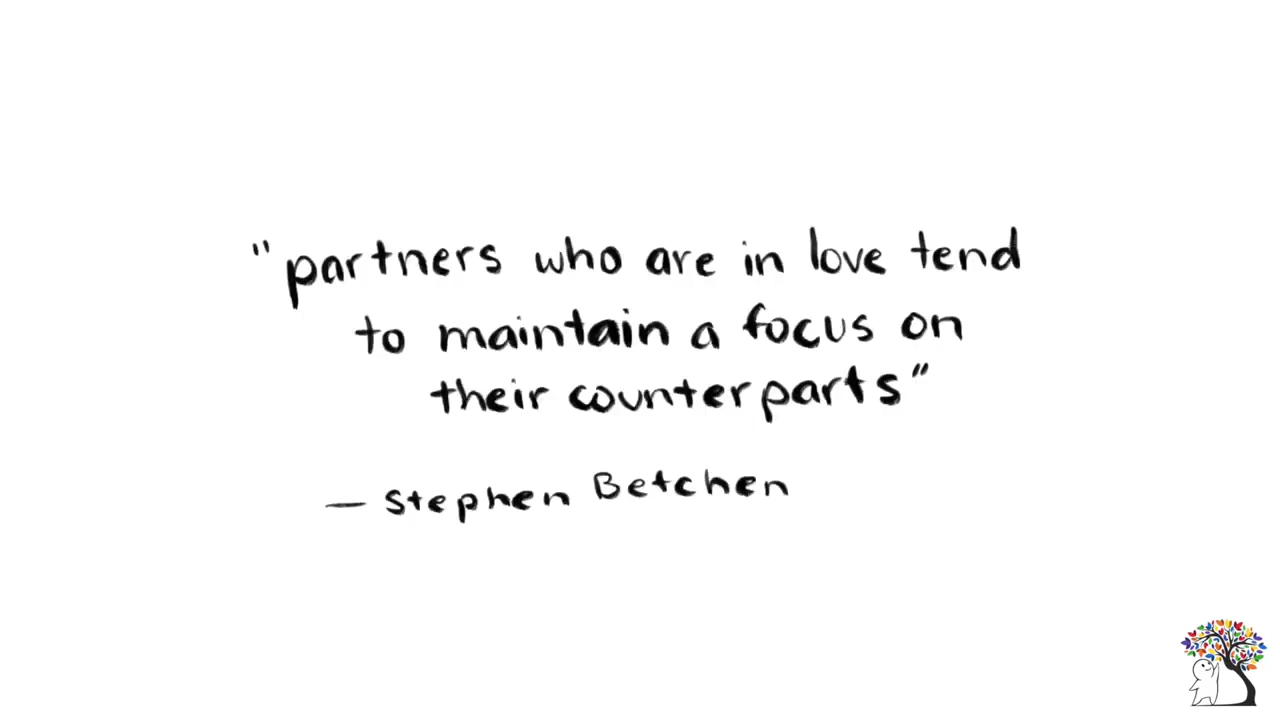 "partners who are in love tend
to maintain a focus on
their counterparts"
— Stephen Betchen